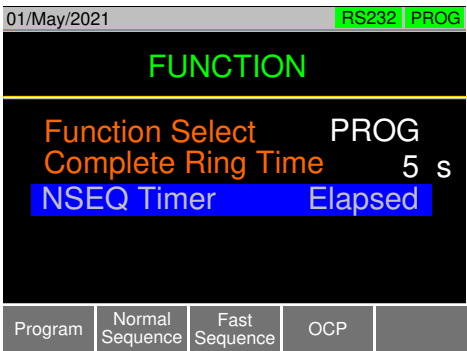 01/May/2021 RS232 PROG
FUNCTION
Function Select PROG
Complete Ring Time 5 s
NSEQ Timer Elapsed
Program Normal Sequence Fast Sequence OCP